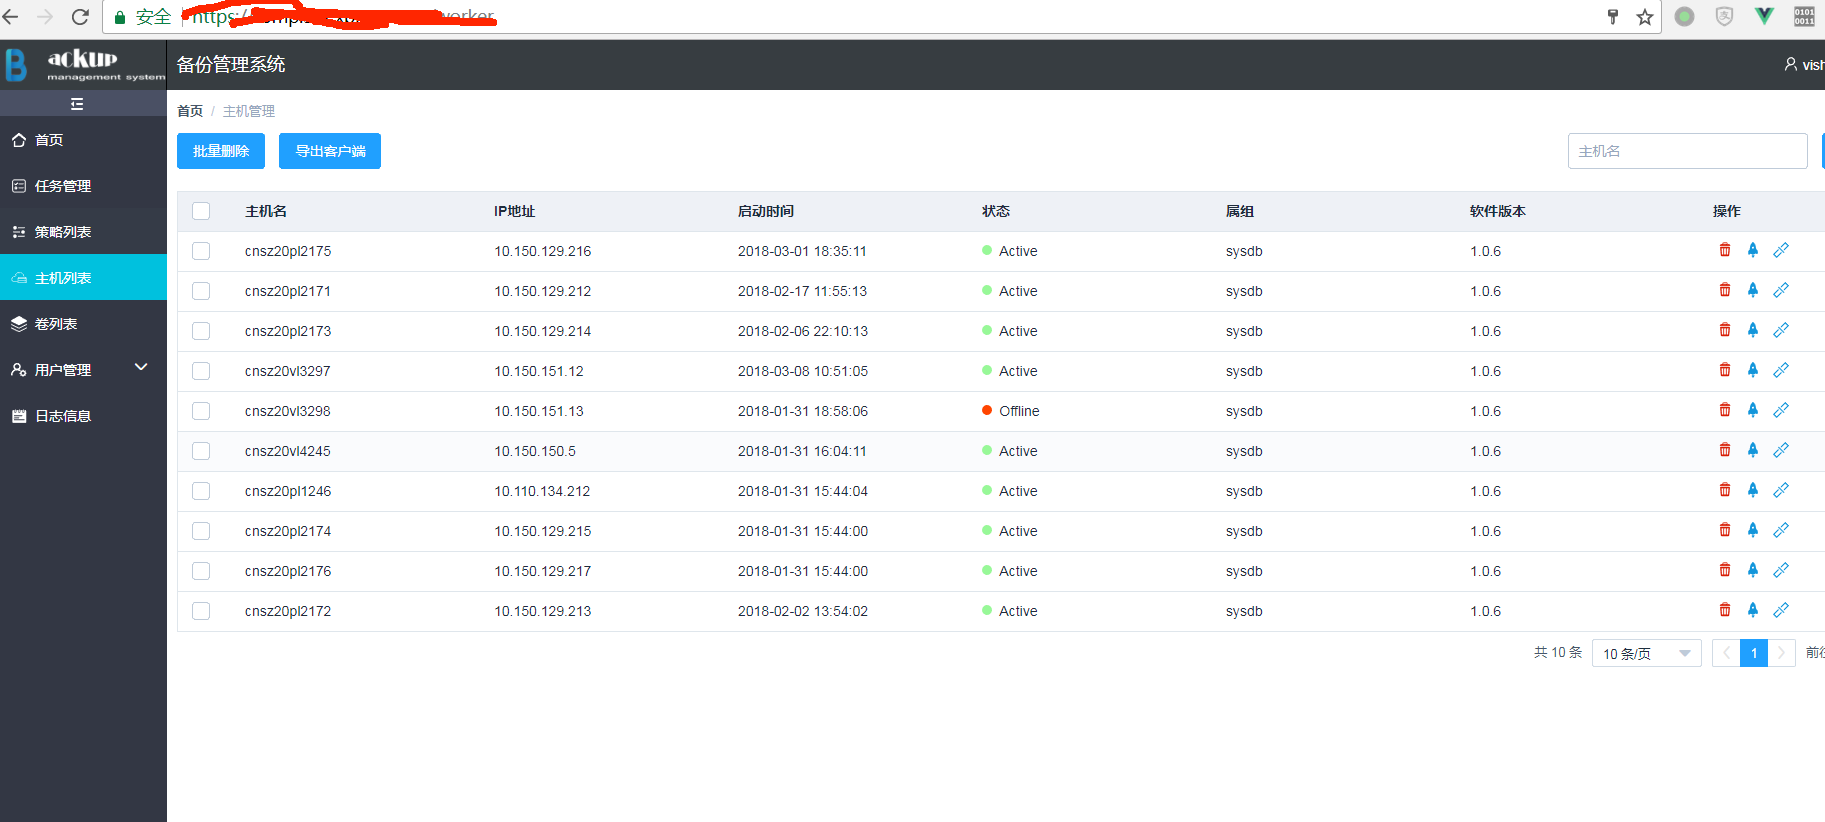 安全 https:/ worker
B ackup
management system
备份管理系统
vish
首页 / 主机管理
首页
任务管理
策略列表
主机列表
卷列表
用户管理
日志信息
批量删除 导出客户端 主机名
主机名 IP地址 启动时间 状态 属组 软件版本 操作
cnsz20pl2175 10.150.129.216 2018-03-01 18:35:11 Active sysdb 1.0.6
cnsz20pl2171 10.150.129.212 2018-02-17 11:55:13 Active sysdb 1.0.6
cnsz20pl2173 10.150.129.214 2018-02-06 22:10:13 Active sysdb 1.0.6
cnsz20vl3297 10.150.151.12 2018-03-08 10:51:05 Active sysdb 1.0.6
cnsz20vl3298 10.150.151.13 2018-01-31 18:58:06 Offline sysdb 1.0.6
cnsz20vl4245 10.150.150.5 2018-01-31 16:04:11 Active sysdb 1.0.6
cnsz20pl1246 10.110.134.212 2018-01-31 15:44:04 Active sysdb 1.0.6
cnsz20pl2174 10.150.129.215 2018-01-31 15:44:00 Active sysdb 1.0.6
cnsz20pl2176 10.150.129.217 2018-01-31 15:44:00 Active sysdb 1.0.6
cnsz20pl2172 10.150.129.213 2018-02-02 13:54:02 Active sysdb 1.0.6
共 10 条 10 条/页 1 前往